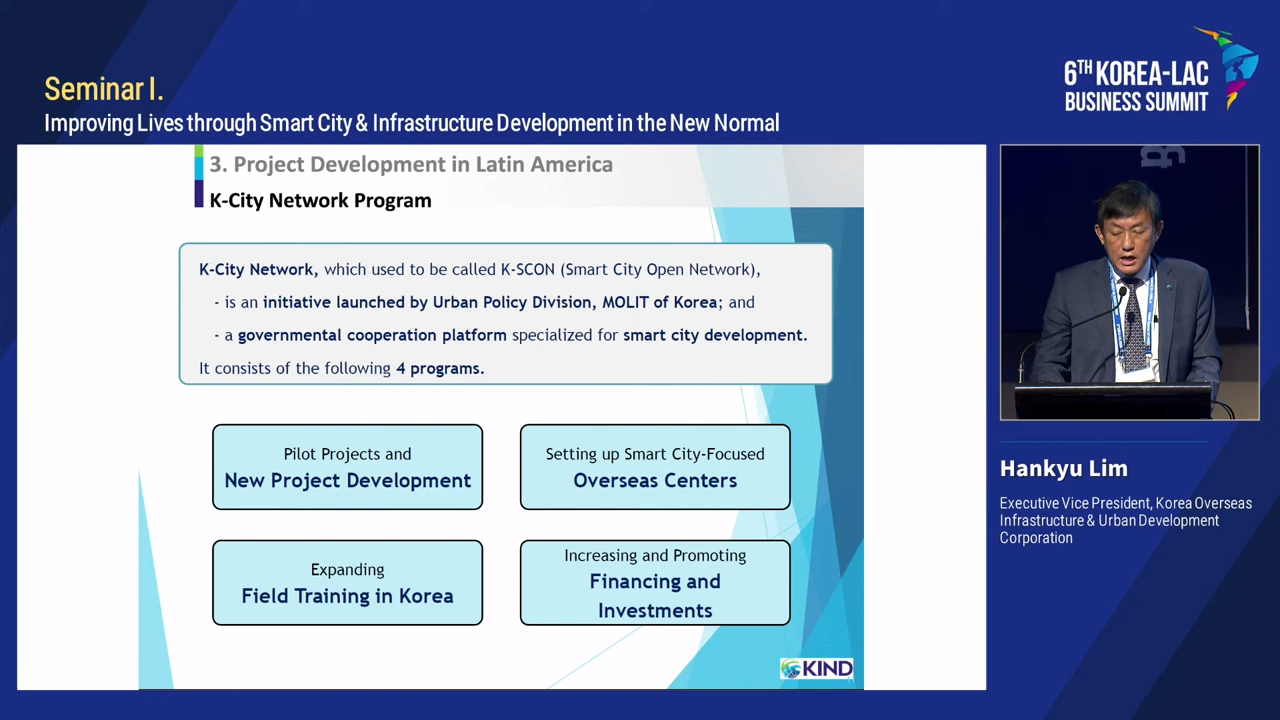 Seminar I.
Improving Lives through Smart City & Infrastructure Development in the New Normal
6TH KOREA-LAC
BUSINESS SUMMIT
3. Project Development in Latin America
K-City Network Program
K-City Network, which used to be called K-SCON (Smart City Open Network),
- is an initiative launched by Urban Policy Division, MOLIT of Korea; and
- a governmental cooperation platform specialized for smart city development.
It consists of the following 4 programs.
Pilot Projects and
New Project Development
Setting up Smart City-Focused
Overseas Centers
Expanding
Field Training in Korea
Increasing and Promoting
Financing and
Investments
KIND
Hankyu Lim
Executive Vice President, Korea Overseas
Infrastructure & Urban Development
Corporation